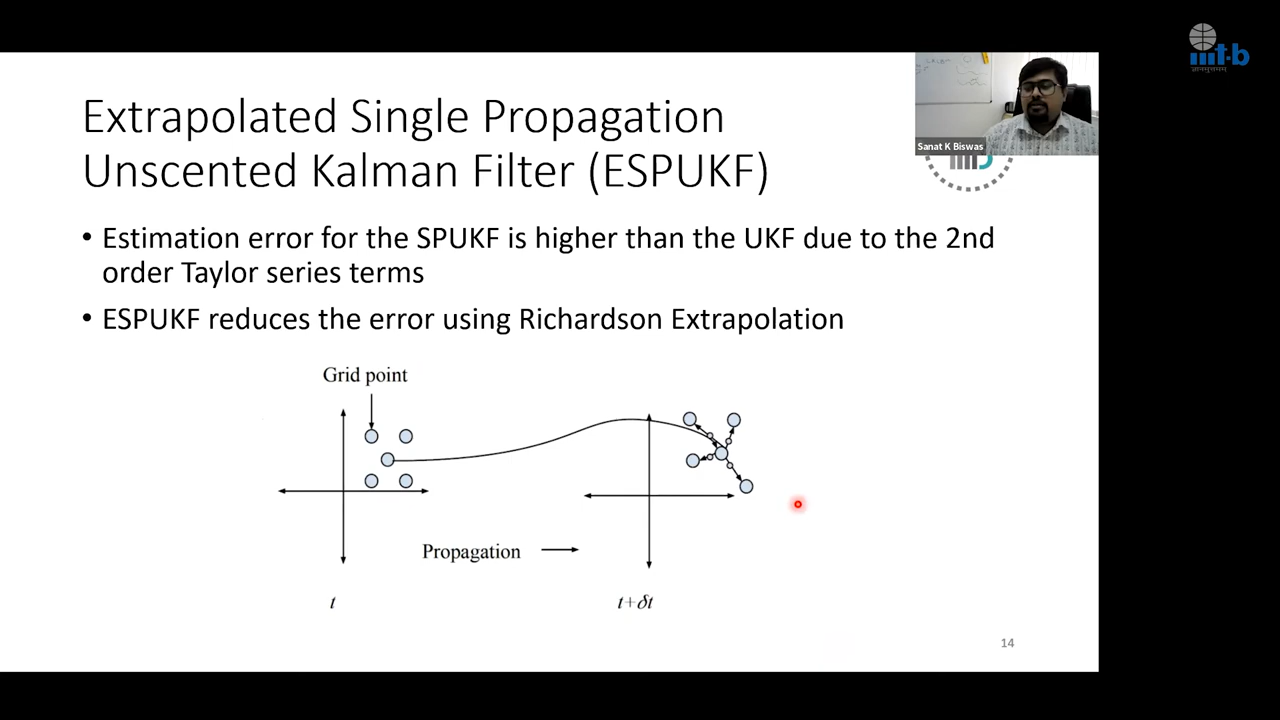 Extrapolated Single Propagation
Unscented Kalman Filter (ESPUKF)
• Estimation error for the SPUKF is higher than the UKF due to the 2nd
order Taylor series terms
• ESPUKF reduces the error using Richardson Extrapolation
Grid point
Propagation
t
t+δt
14
Sanat K Biswas
iiit-b
ज्ञानमुत्तमम्